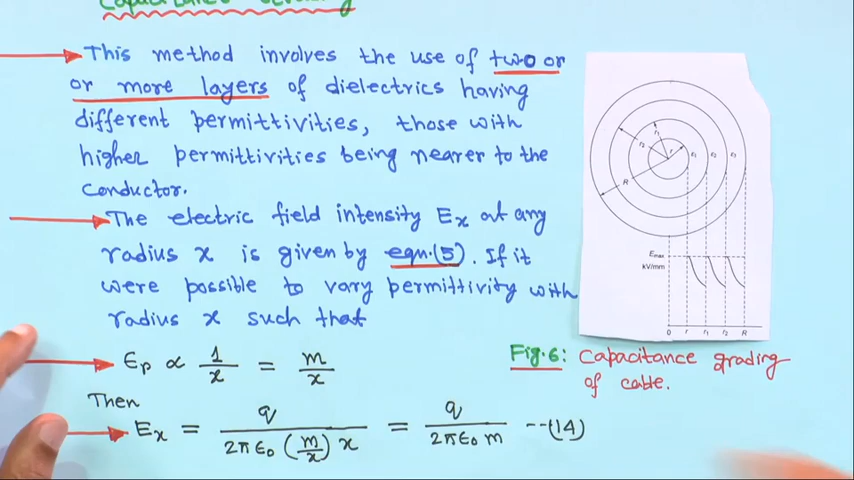 This method involves the use of two or
or more layers of dielectrics having
different permittivities, those with
higher permittivities being nearer to the
conductor.
The electric field intensity Ex at any
radius x is given by eqn.(5). If it
were possible to vary permittivity with
radius x such that
εp ∝ 1/x = m/x
Then
Ex = q / 2πε₀ (m/x) x = q / 2πε₀ m --(14)
r₁
r
r₂
R
ε₁ ε₂ ε₃
Emax
kV/mm
0 r r₁ r₂ R
Fig.6: Capacitance grading
of cable.